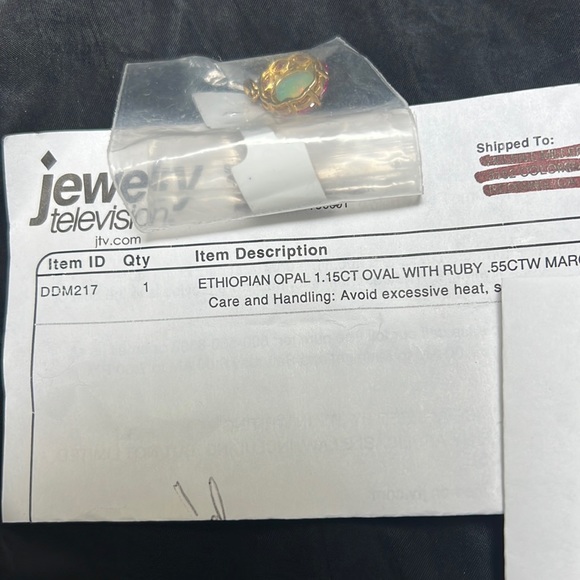 jewelry
television
jtv.com
Shipped To:
Item ID Qty Item Description
DDM217 1 ETHIOPIAN OPAL 1.15CT OVAL WITH RUBY .55CTW MARQ
Care and Handling: Avoid excessive heat, s